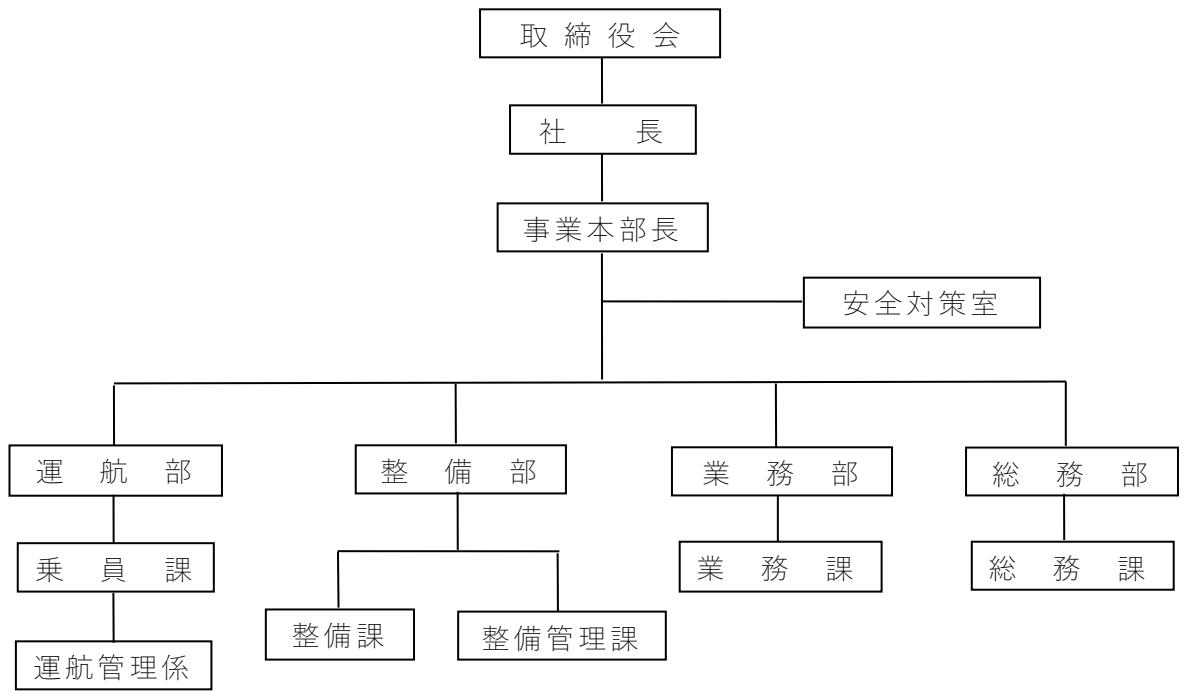 取締役会
社長
事業本部長
安全対策室
運航部
整備部
業務部
総務部
乗員課
業務課
総務課
整備課
整備管理課
運航管理係